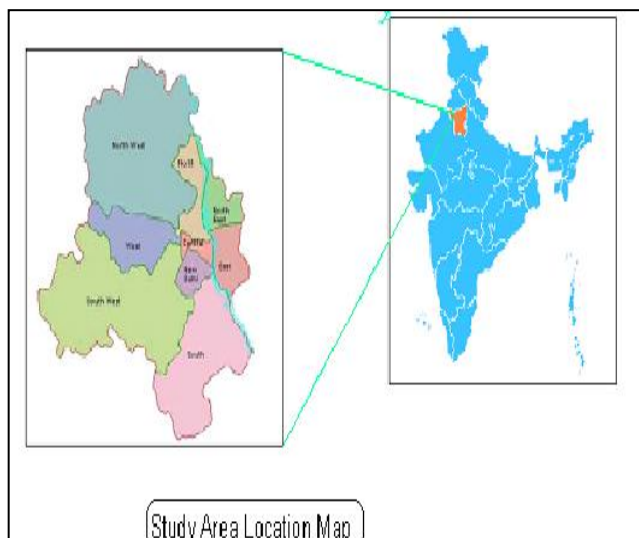 North West
North
North
East
West
Central
New
Delhi
East
South West
South
Study Area Location Map